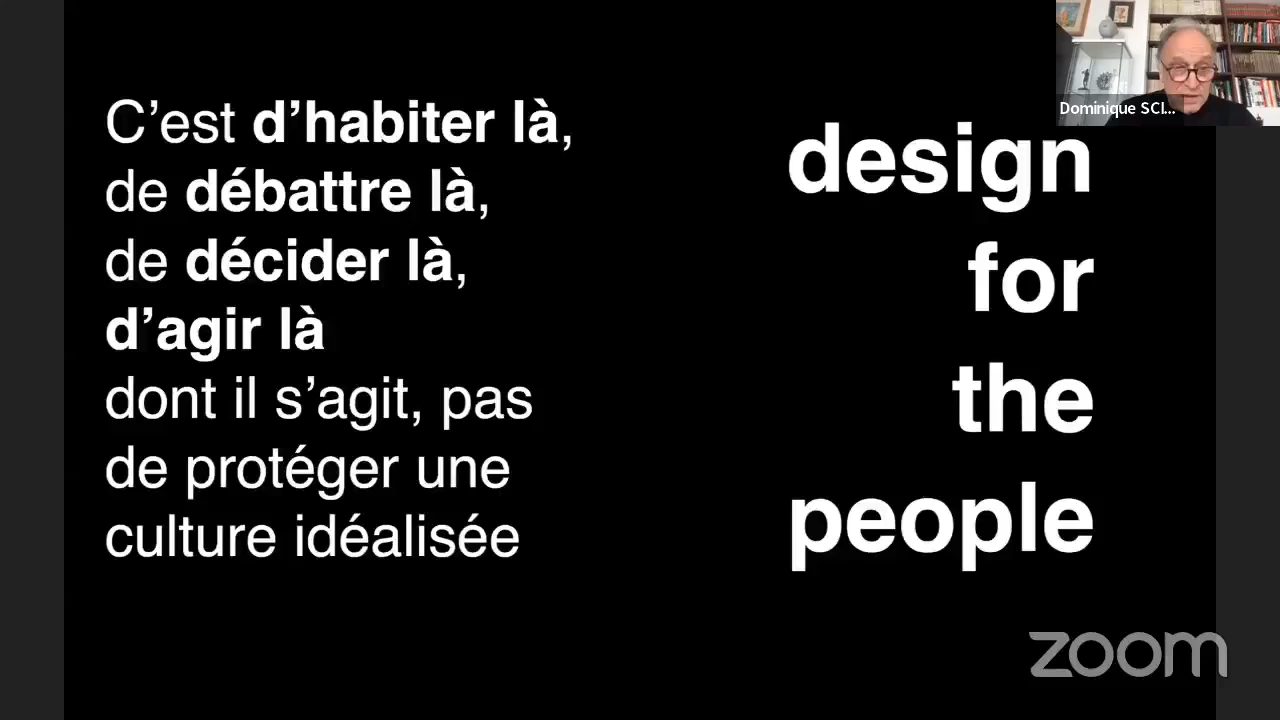 C’est d’habiter là,
de débattre là,
de décider là,
d’agir là
dont il s’agit, pas
de protéger une
culture idéalisée
design
for
the
people
Dominique SCI...
zoom